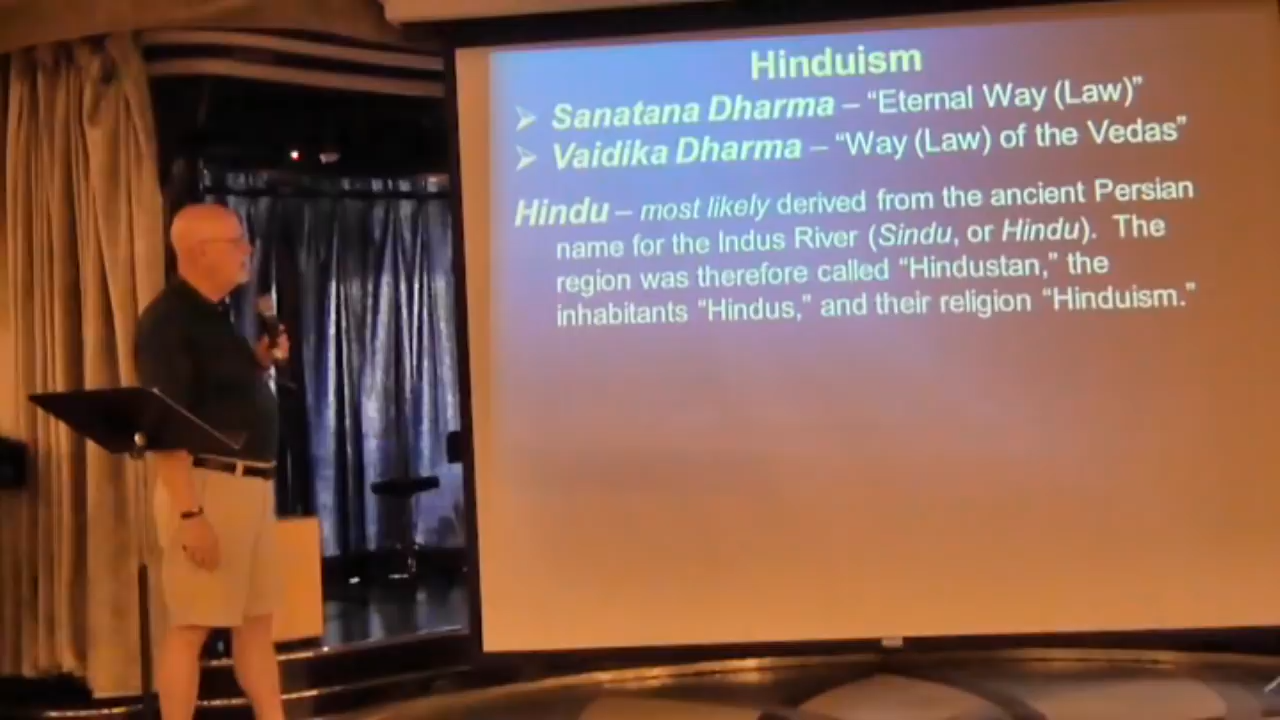 Hinduism
➢ Sanatana Dharma – “Eternal Way (Law)”
➢ Vaidika Dharma – “Way (Law) of the Vedas”
Hindu – most likely derived from the ancient Persian
name for the Indus River (Sindu, or Hindu). The
region was therefore called “Hindustan,” the
inhabitants “Hindus,” and their religion “Hinduism.”